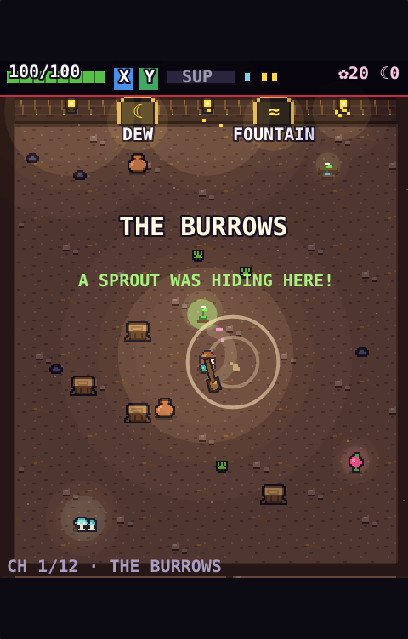 100/100 X Y SUP ✿20 ☾0
DEW FOUNTAIN
THE BURROWS
A SPROUT WAS HIDING HERE!
CH 1/12 · THE BURROWS